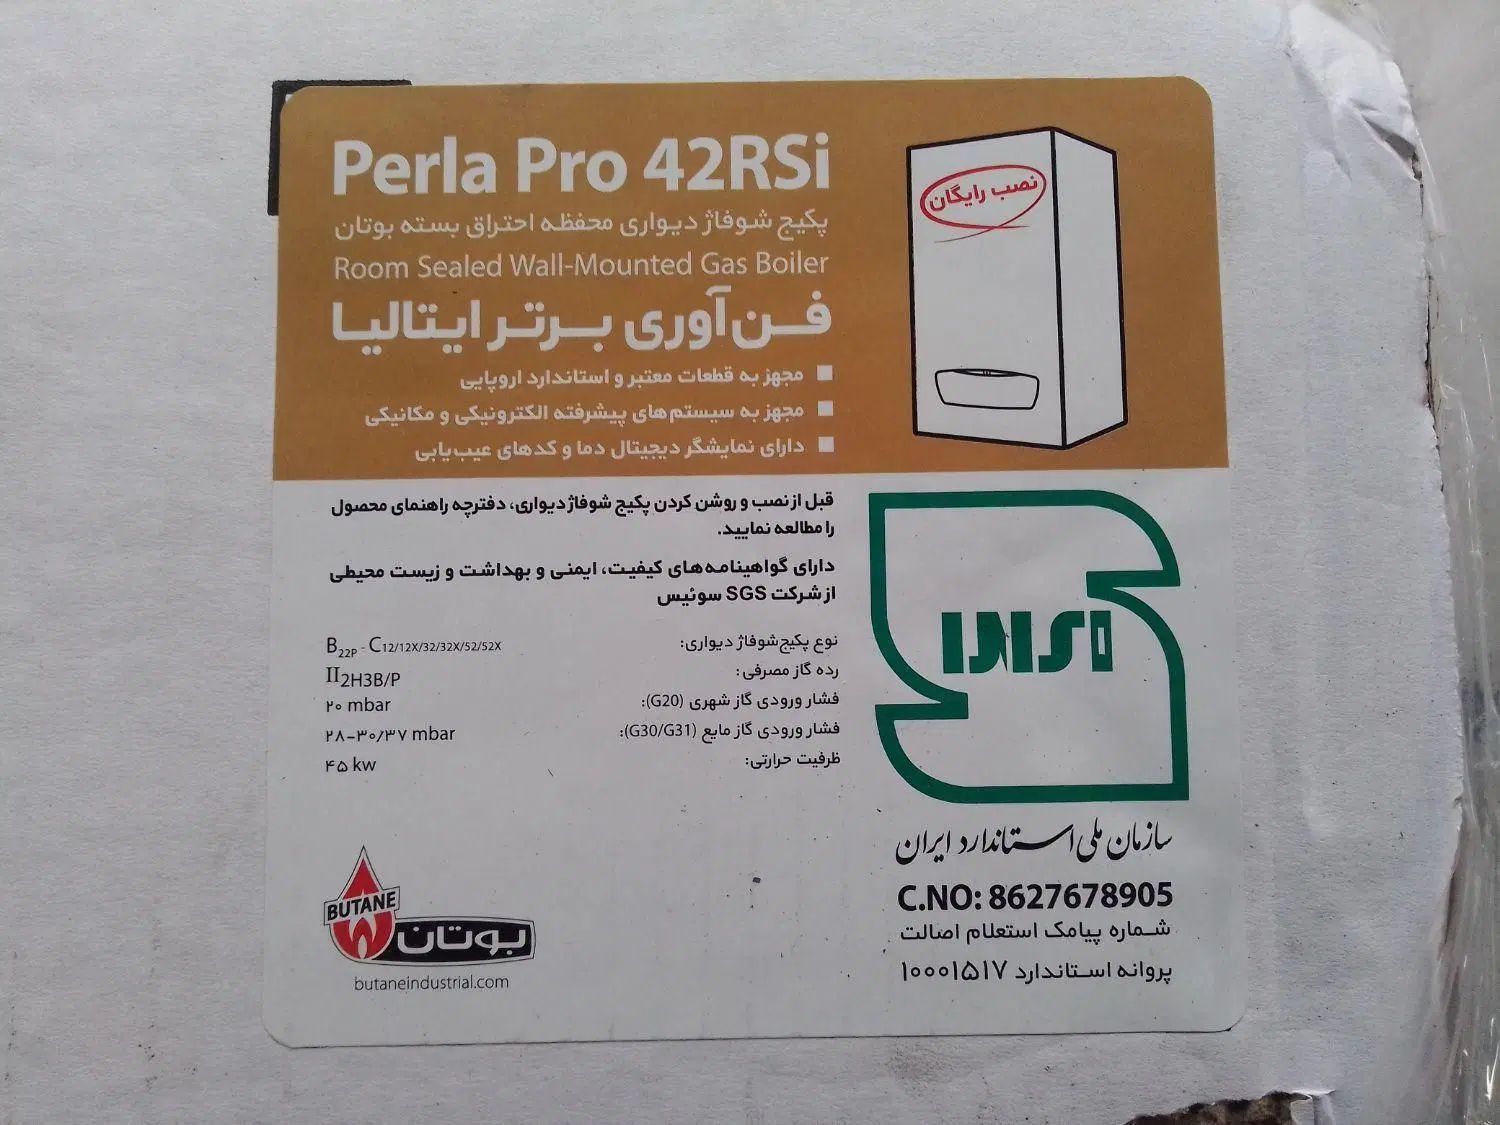 Perla Pro 42RSi
پکیج شوفاژ دیواری محفظه احتراق بسته بوتان
Room Sealed Wall-Mounted Gas Boiler
فن‌آوری برتر ایتالیا
مجهز به قطعات معتبر و استاندارد اروپایی
مجهز به سیستم‌های پیشرفته الکترونیکی و مکانیکی
دارای نمایشگر دیجیتال دما و کدهای عیب‌یابی
نصب رایگان
قبل از نصب و روشن کردن پکیج شوفاژ دیواری، دفترچه راهنمای محصول
را مطالعه نمایید.
دارای گواهینامه‌های کیفیت، ایمنی و بهداشت و زیست محیطی
از شرکت SGS سوئیس
نوع پکیج شوفاژ دیواری: B22P - C12/12X/32/32X/52/52X
رده گاز مصرفی: II2H3B/P
فشار ورودی گاز شهری (G20): ۲۰ mbar
فشار ورودی گاز مایع (G30/G31): ۲۸-۳۰/۳۷ mbar
ظرفیت حرارتی: ۴۵ kw
BUTANE
بوتان
butaneindustrial.com
سازمان ملی استاندارد ایران
C.NO: 8627678905
شماره پیامک استعلام اصالت
پروانه استاندارد ۱۰۰۰۱۵۱۷